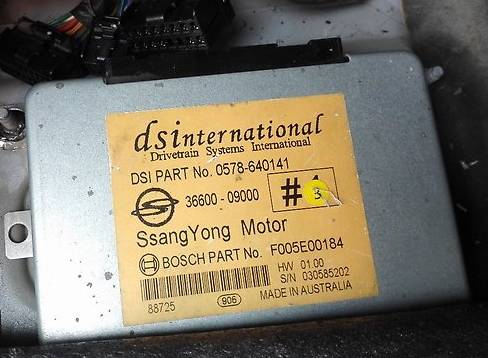 dsinternational
Drivetrain Systems International
DSI PART No. 0578-640141
36600 - 09000
#
3
SsangYong Motor
BOSCH PART No. F005E00184
HW 01.00
S/N 030585202
88725
906
MADE IN AUSTRALIA